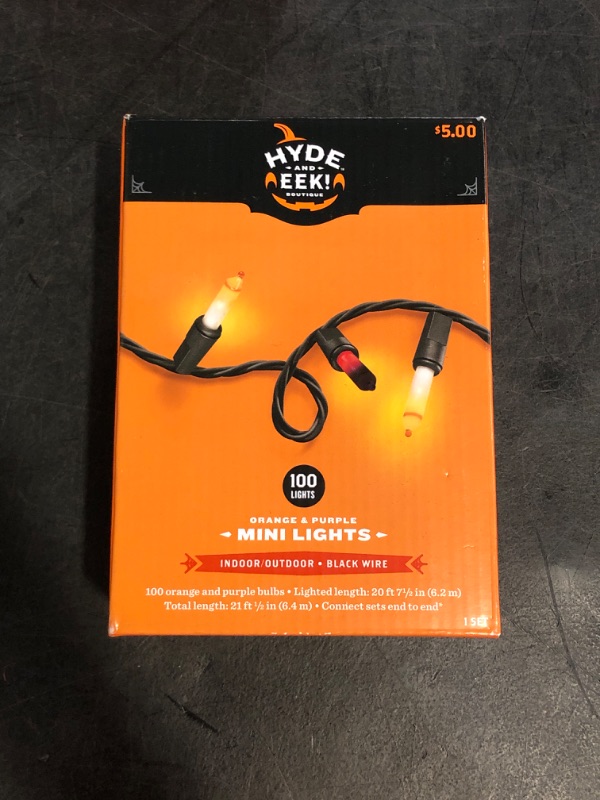 $5.00
HYDE
AND
EEK!
BOUTIQUE
100
LIGHTS
ORANGE & PURPLE
MINI LIGHTS
INDOOR/OUTDOOR • BLACK WIRE
100 orange and purple bulbs • Lighted length: 20 ft 7½ in (6.2 m)
Total length: 21 ft ½ in (6.4 m) • Connect sets end to end*
1 SET